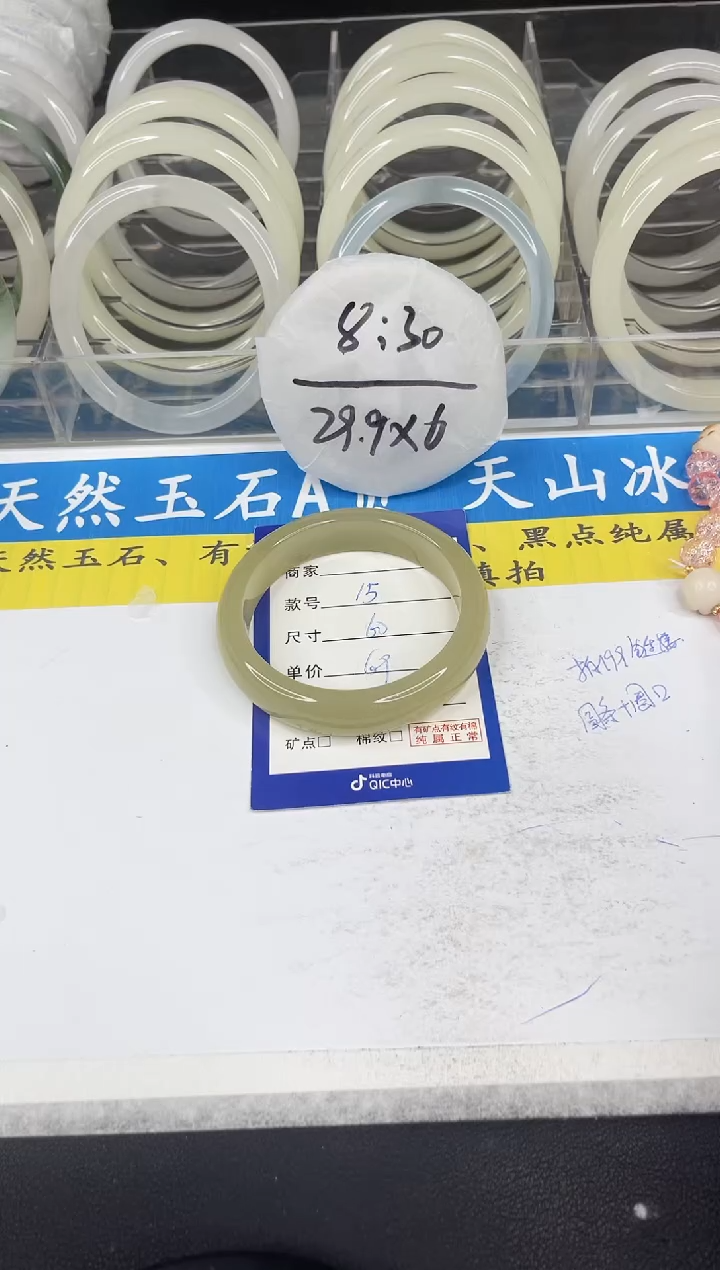 8:30
29.9×6
天然玉石A 天山冰
天然玉石、有 、黑点纯属
慎拍
商家
款号 15
尺寸 60
单价 69
矿点□ 棉纹□
有矿点有纹有棉
纯属正常
QIC中心